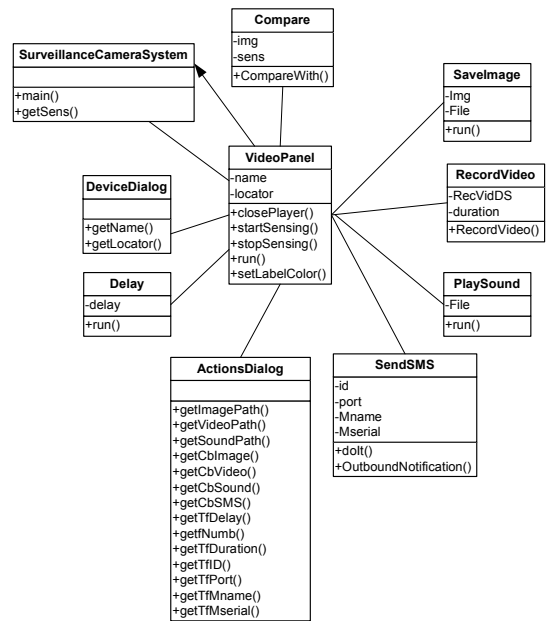 Compare
-img
-sens
+CompareWith()
SurveillanceCameraSystem
+main()
+getSens()
SaveImage
-Img
-File
+run()
VideoPanel
-name
-locator
+closePlayer()
+startSensing()
+stopSensing()
+run()
+setLabelColor()
DeviceDialog
+getName()
+getLocator()
RecordVideo
-RecVidDS
-duration
+RecordVideo()
Delay
-delay
+run()
PlaySound
-File
+run()
ActionsDialog
+getImagePath()
+getVideoPath()
+getSoundPath()
+getCbImage()
+getCbVideo()
+getCbSound()
+getCbSMS()
+getTfDelay()
+getfNumb()
+getTfDuration()
+getTfID()
+getTfPort()
+getTfMname()
+getTfMserial()
SendSMS
-id
-port
-Mname
-Mserial
+doIt()
+OutboundNotification()